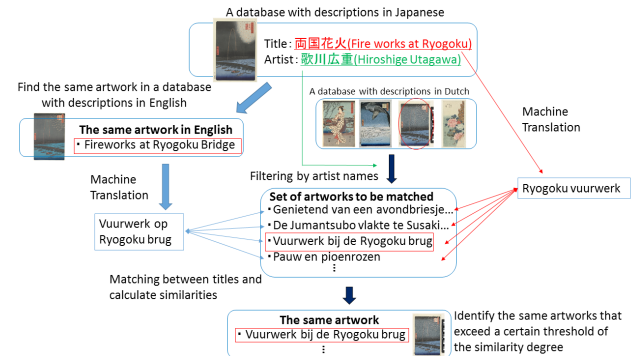 A database with descriptions in Japanese
Title：両国花火(Fire works at Ryogoku)
Artist：歌川広重(Hiroshige Utagawa)
Find the same artwork in a database
with descriptions in English
A database with descriptions in Dutch
The same artwork in English
・Fireworks at Ryogoku Bridge
Machine
Translation
Filtering by artist names
Machine
Translation
Set of artworks to be matched
・Genietend van een avondbriesje...
・De Jumantsubo vlakte te Susaki...
・Vuurwerk bij de Ryogoku brug
・Pauw en pioenrozen
⋮
Ryogoku vuurwerk
Vuurwerk op
Ryogoku brug
Matching between titles and
calculate similarities
The same artwork
・Vuurwerk bij de Ryogoku brug
⋮
Identify the same artworks that
exceed a certain threshold of
the similarity degree